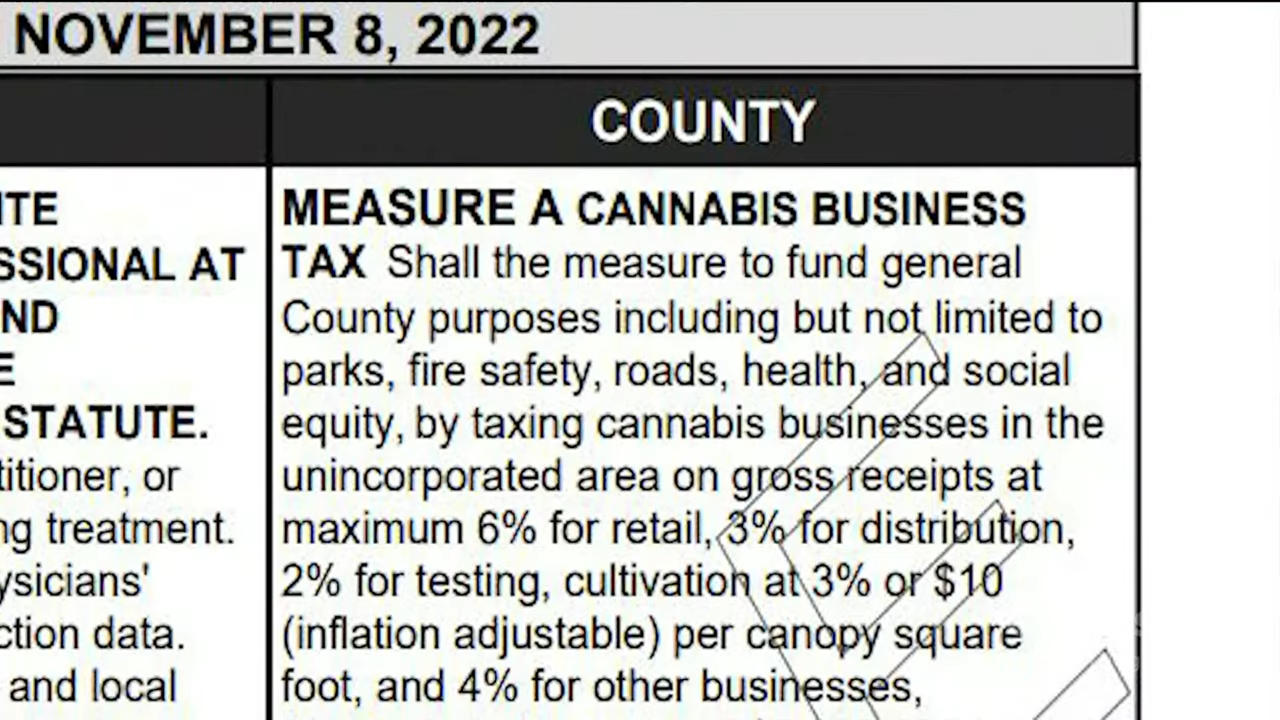 NOVEMBER 8, 2022
SSIONAL AT
ND
E
STATUTE.
titioner, or
ng treatment.
ysicians'
ction data.
and local
COUNTY
MEASURE A CANNABIS BUSINESS
TAX Shall the measure to fund general
County purposes including but not limited to
parks, fire safety, roads, health, and social
equity, by taxing cannabis businesses in the
unincorporated area on gross receipts at
maximum 6% for retail, 3% for distribution,
2% for testing, cultivation at 3% or $10
(inflation adjustable) per canopy square
foot, and 4% for other businesses,